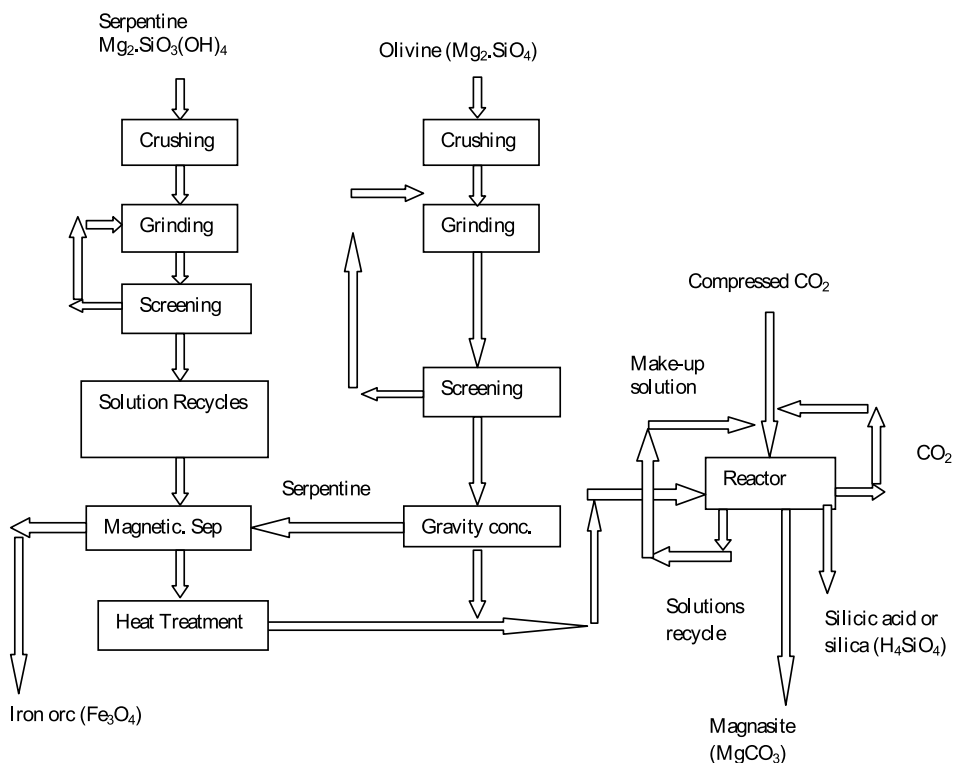 Serpentine
Mg2.SiO3(OH)4
Olivine (Mg2.SiO4)
Crushing
Crushing
Grinding
Grinding
Screening
Compressed CO2
Make-up
solution
Screening
Solution Recycles
CO2
Reactor
Serpentine
Magnetic. Sep
Gravity conc.
Heat Treatment
Solutions
recycle
Silicic acid or
silica (H4SiO4)
Iron orc (Fe3O4)
Magnasite
(MgCO3)